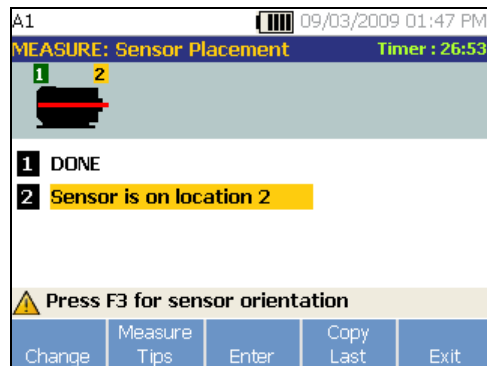 A1 09/03/2009 01:47 PM
MEASURE: Sensor Placement Timer : 26:53
1 2
1 DONE
2 Sensor is on location 2
Press F3 for sensor orientation
Change Measure Tips Enter Copy Last Exit